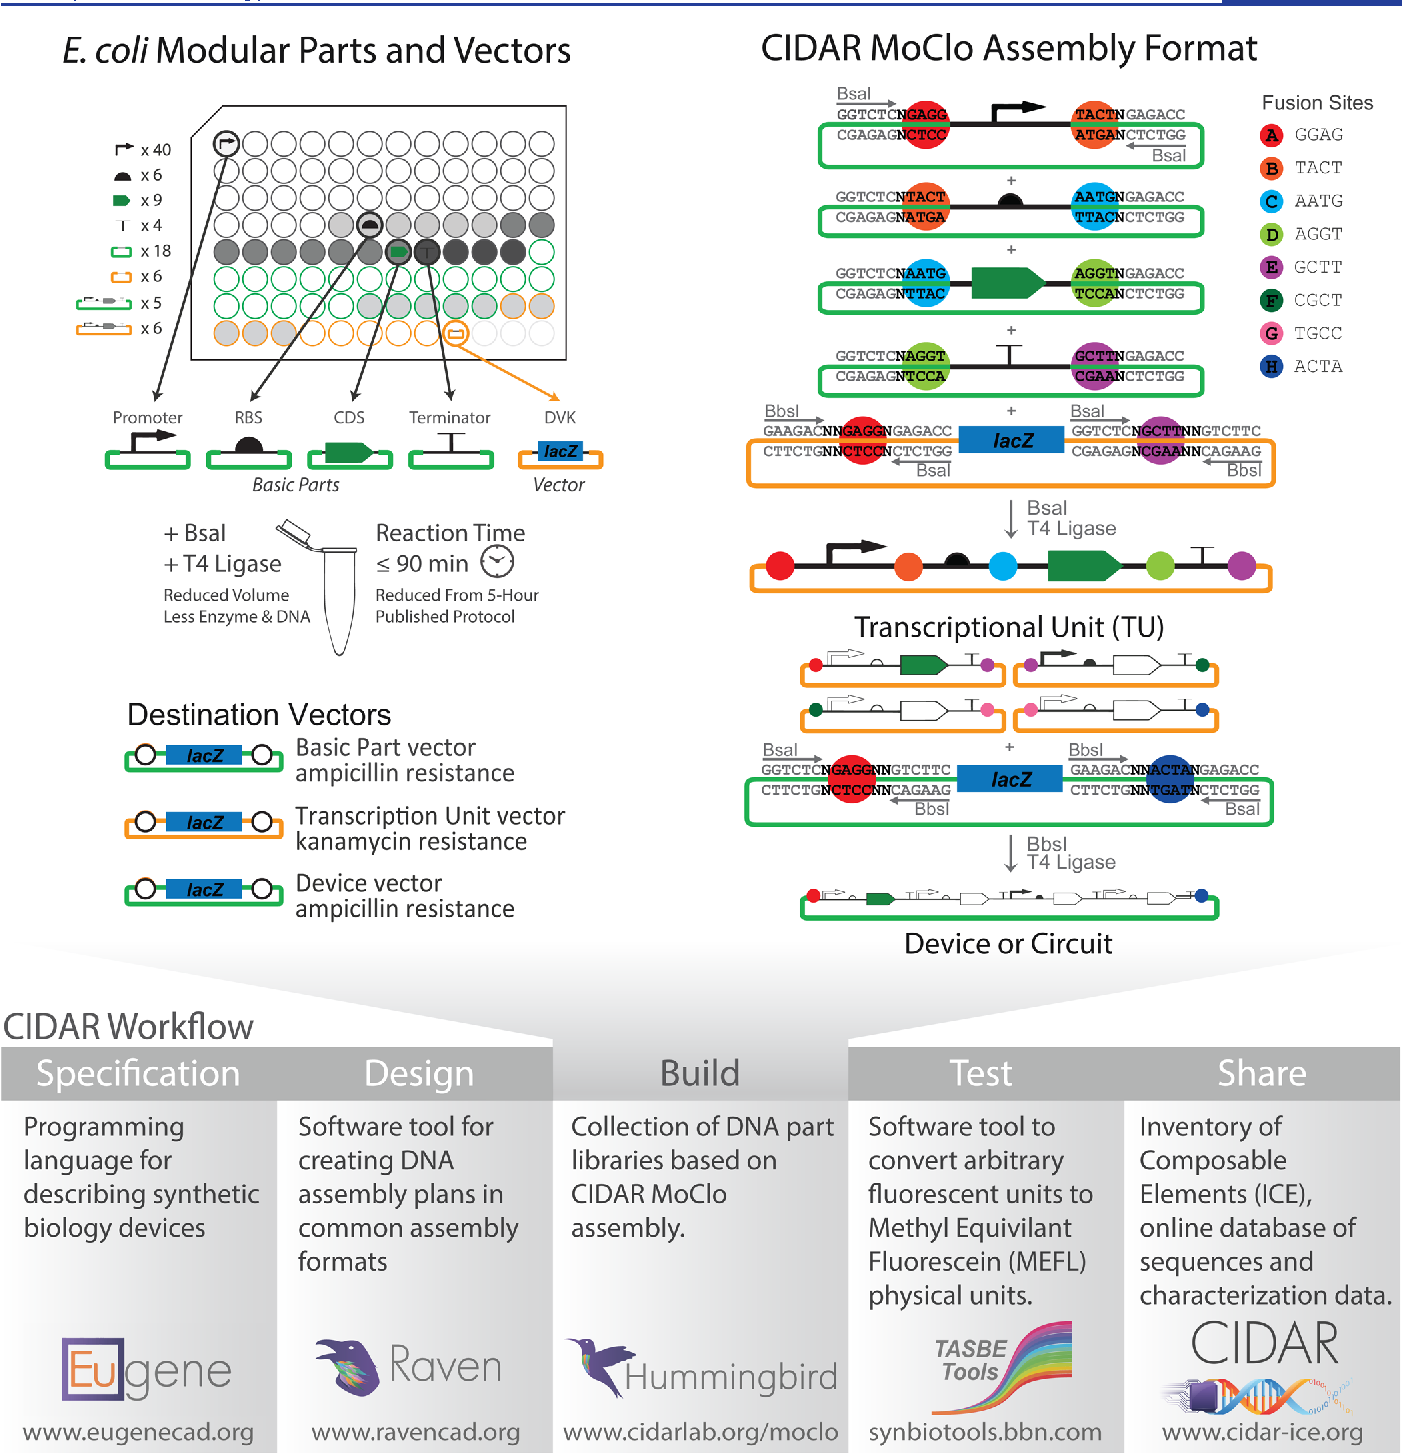 E. coli Modular Parts and Vectors
x 40
x 6
x 9
x 4
x 18
x 6
x 5
x 6
Promoter RBS CDS Terminator DVK
lacZ
Basic Parts Vector
+ BsaI
+ T4 Ligase
Reduced Volume
Less Enzyme & DNA
Reaction Time
≤ 90 min
Reduced From 5-Hour
Published Protocol
Destination Vectors
lacZ
Basic Part vector
ampicillin resistance
lacZ
Transcription Unit vector
kanamycin resistance
lacZ
Device vector
ampicillin resistance
CIDAR MoClo Assembly Format
BsaI
GGTCTCNGAGG TACTNGAGACC
CGAGAGNCTCC ATGANCTCTGG
BsaI
+
GGTCTCNTACT AATGNGAGACC
CGAGAGNATGA TTACNCTCTGG
+
GGTCTCNAATG AGGTNGAGACC
CGAGAGNTTAC TCCANCTCTGG
+
GGTCTCNAGGT GCTTNGAGACC
CGAGAGNTCCA CGAANCTCTGG
+
BbsI BsaI
GAAGACNNGAGGNGAGACC lacZ GGTCTCNGCTTNNGTCTTC
CTTCTGNNCTCCNCTCTGG CGAGAGNCGAANNCAGAAG
BsaI BbsI
BsaI
T4 Ligase
Transcriptional Unit (TU)
+
BsaI BbsI
GGTCTCNGAGGNNGTCTTC lacZ GAAGACNNACTANGAGACC
CTTCTGNCTCCNNCAGAAG CTTCTGNNTGATNCTCTGG
BbsI BsaI
BbsI
T4 Ligase
Device or Circuit
Fusion Sites
A GGAG
B TACT
C AATG
D AGGT
E GCTT
F CGCT
G TGCC
H ACTA
CIDAR Workflow
Specification
Programming
language for
describing synthetic
biology devices
Eugene
www.eugenecad.org
Design
Software tool for
creating DNA
assembly plans in
common assembly
formats
Raven
www.ravencad.org
Build
Collection of DNA part
libraries based on
CIDAR MoClo
assembly.
Hummingbird
www.cidarlab.org/moclo
Test
Software tool to
convert arbitrary
fluorescent units to
Methyl Equivilant
Fluorescein (MEFL)
physical units.
TASBE
Tools
synbiotools.bbn.com
Share
Inventory of
Composable
Elements (ICE),
online database of
sequences and
characterization data.
CIDAR
www.cidar-ice.org